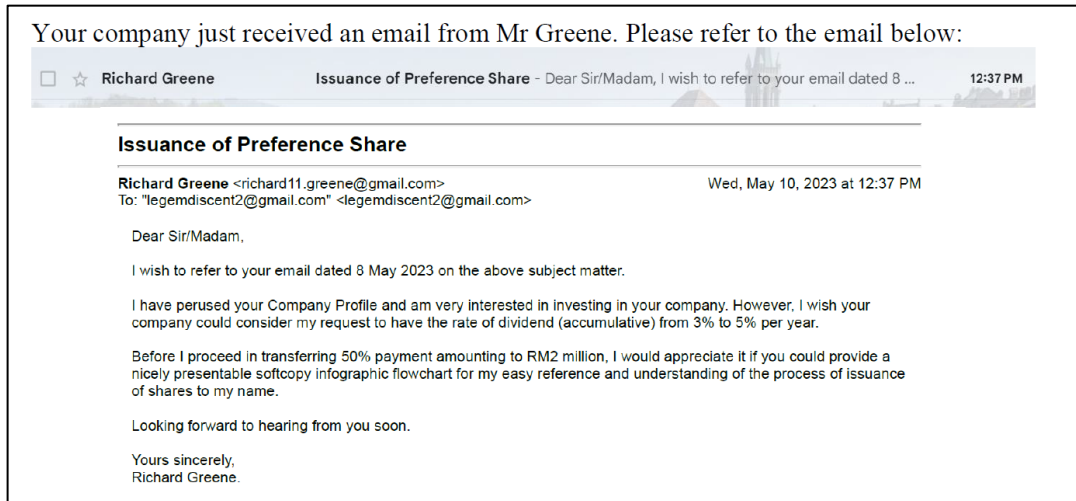 Your company just received an email from Mr Greene. Please refer to the email below:
Richard Greene Issuance of Preference Share - Dear Sir/Madam, I wish to refer to your email dated 8 ... 12:37 PM
Issuance of Preference Share
Richard Greene <richard11.greene@gmail.com> Wed, May 10, 2023 at 12:37 PM
To: "legemdiscent2@gmail.com" <legemdiscent2@gmail.com>
Dear Sir/Madam,
I wish to refer to your email dated 8 May 2023 on the above subject matter.
I have perused your Company Profile and am very interested in investing in your company. However, I wish your
company could consider my request to have the rate of dividend (accumulative) from 3% to 5% per year.
Before I proceed in transferring 50% payment amounting to RM2 million, I would appreciate it if you could provide a
nicely presentable softcopy infographic flowchart for my easy reference and understanding of the process of issuance
of shares to my name.
Looking forward to hearing from you soon.
Yours sincerely,
Richard Greene.